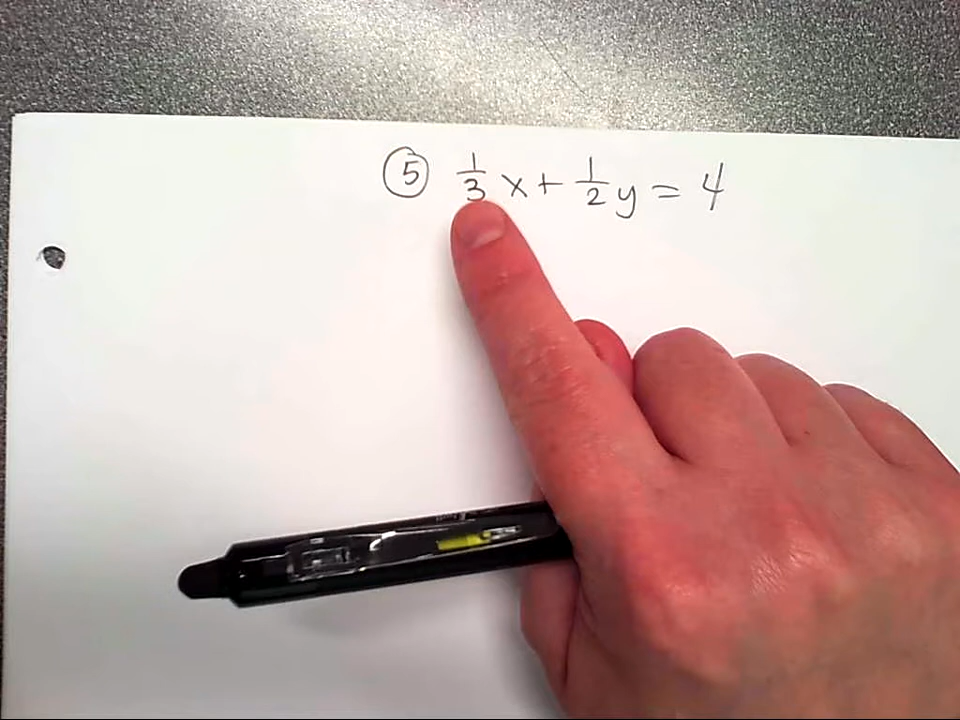 ⑤ 1/3 x + 1/2 y = 4